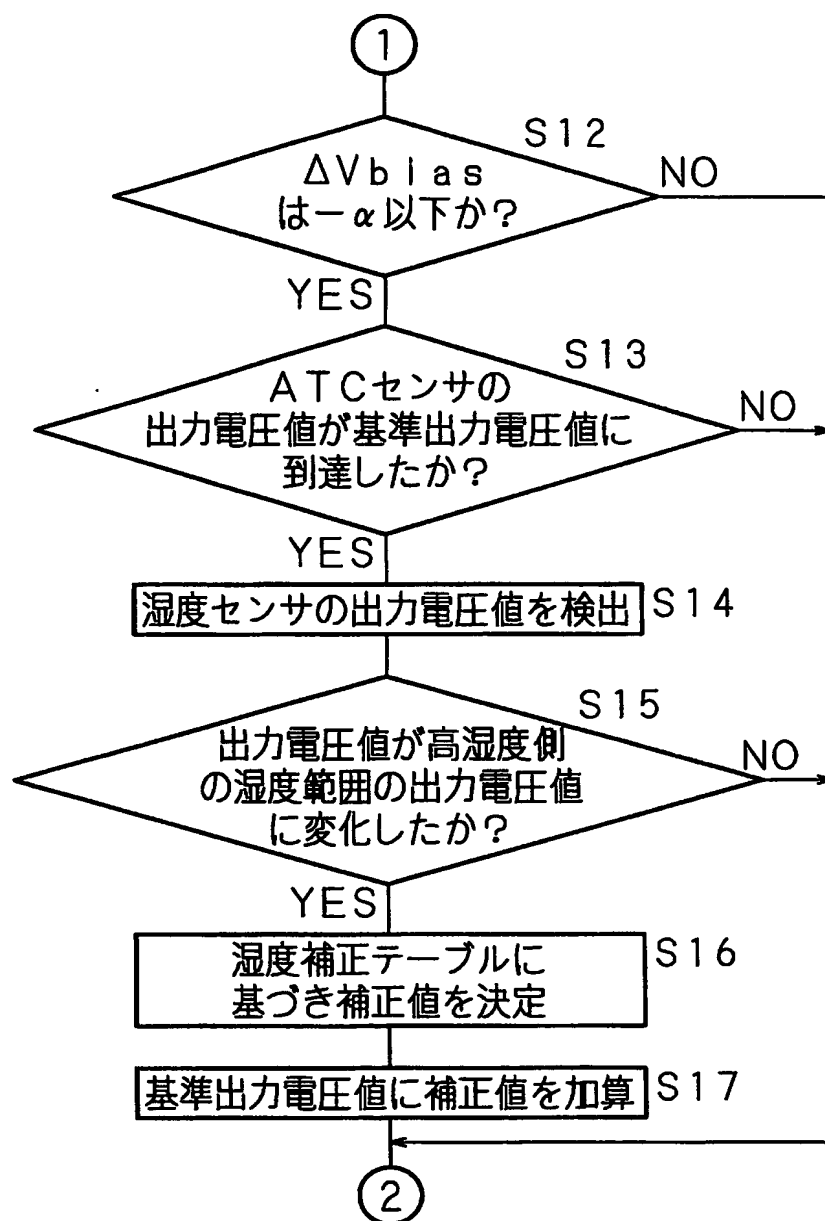 ①
S12
ΔVbias
は−α以下か？
NO
YES
S13
ATCセンサの
出力電圧値が基準出力電圧値に
到達したか？
NO
YES
湿度センサの出力電圧値を検出
S14
S15
出力電圧値が高湿度側
の湿度範囲の出力電圧値
に変化したか？
NO
YES
湿度補正テーブルに
基づき補正値を決定
S16
基準出力電圧値に補正値を加算
S17
②